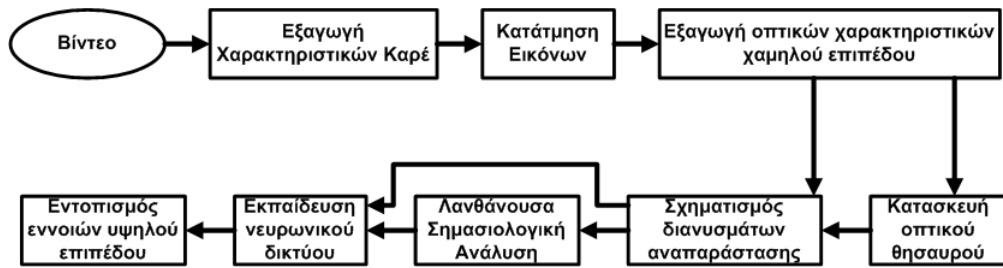 Βίντεο
Εξαγωγή
Χαρακτηριστικών Καρέ
Κατάτμηση
Εικόνων
Εξαγωγή οπτικών χαρακτηριστικών
χαμηλού επιπέδου
Εντοπισμός
εννοιών υψηλού
επιπέδου
Εκπαίδευση
νευρωνικού
δικτύου
Λανθάνουσα
Σημασιολογική
Ανάλυση
Σχηματισμός
διανυσμάτων
αναπαράστασης
Κατασκευή
οπτικού
θησαυρού